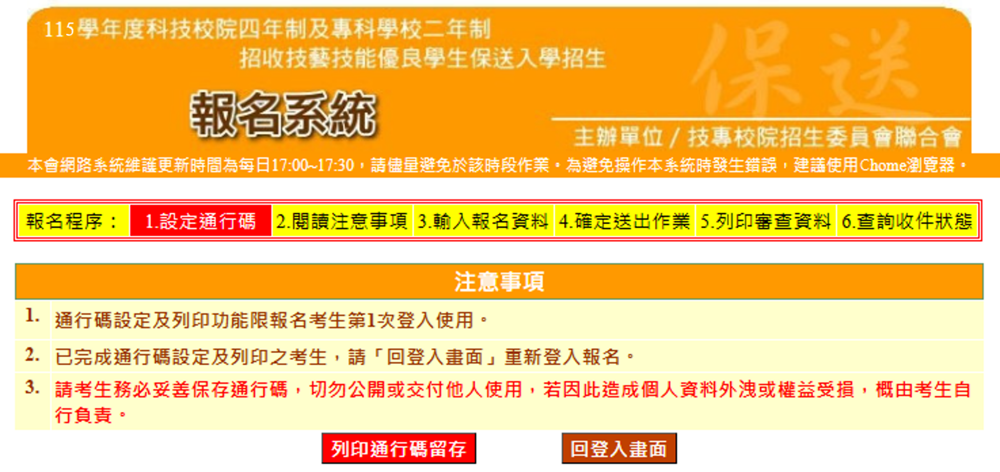 115學年度科技校院四年制及專科學校二年制
招收技藝技能優良學生保送入學招生
保送
報名系統
主辦單位 / 技專校院招生委員會聯合會
本會網路系統維護更新時間為每日17:00~17:30，請儘量避免於該時段作業。為避免操作本系統時發生錯誤，建議使用Chome瀏覽器。
報名程序： 1.設定通行碼 2.閱讀注意事項 3.輸入報名資料 4.確定送出作業 5.列印審查資料 6.查詢收件狀態
注意事項
1. 通行碼設定及列印功能限報名考生第1次登入使用。
2. 已完成通行碼設定及列印之考生，請「回登入畫面」重新登入報名。
3. 請考生務必妥善保存通行碼，切勿公開或交付他人使用，若因此造成個人資料外洩或權益受損，概由考生自
行負責。
列印通行碼留存 回登入畫面